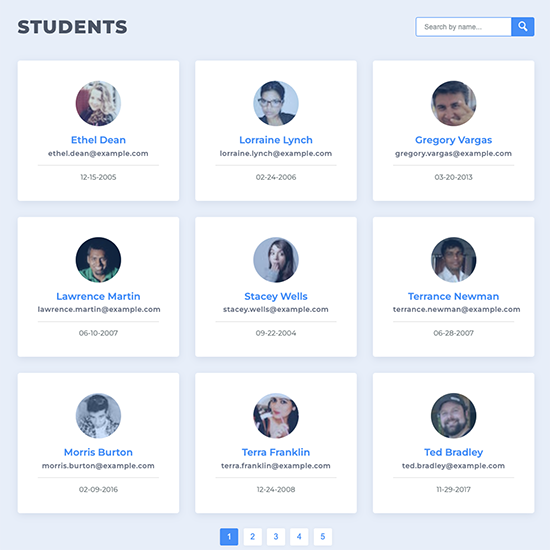 STUDENTS
Search by name...
Ethel Dean
ethel.dean@example.com
12-15-2005
Lorraine Lynch
lorraine.lynch@example.com
02-24-2006
Gregory Vargas
gregory.vargas@example.com
03-20-2013
Lawrence Martin
lawrence.martin@example.com
06-10-2007
Stacey Wells
stacey.wells@example.com
09-22-2004
Terrance Newman
terrance.newman@example.com
06-28-2007
Morris Burton
morris.burton@example.com
02-09-2016
Terra Franklin
terra.franklin@example.com
12-24-2008
Ted Bradley
ted.bradley@example.com
11-29-2017
1 2 3 4 5